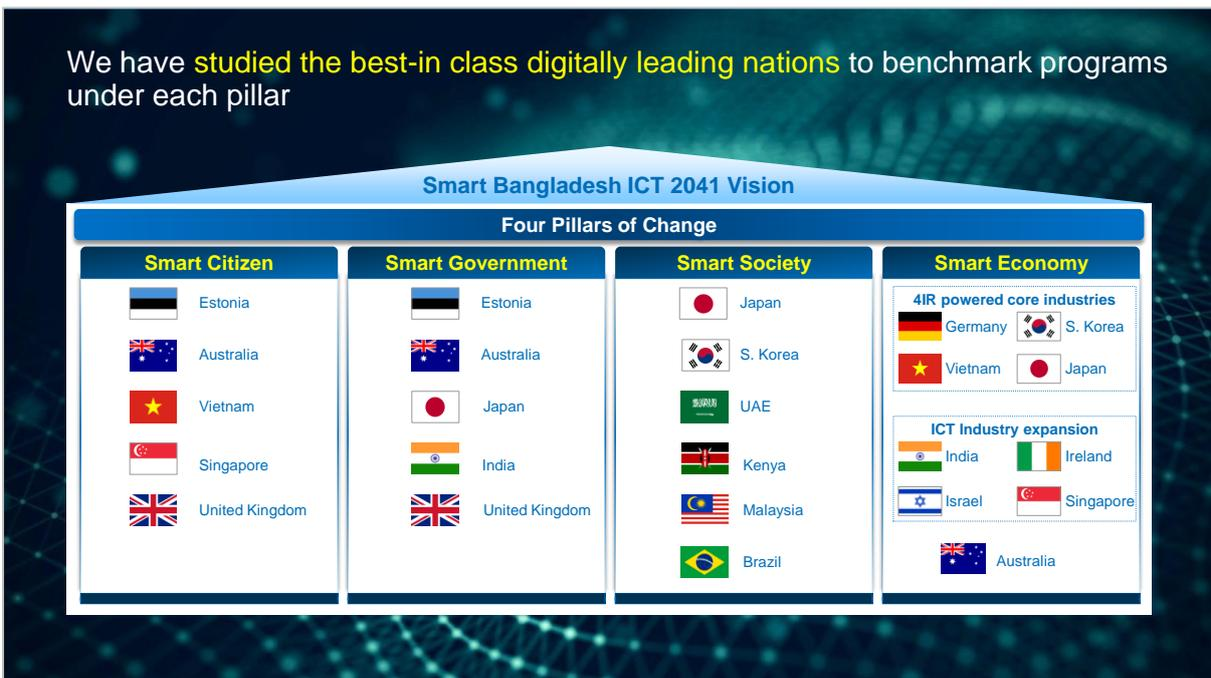 We have studied the best-in class digitally leading nations to benchmark programs
under each pillar
Smart Bangladesh ICT 2041 Vision
Four Pillars of Change
Smart Citizen
Estonia
Australia
Vietnam
Singapore
United Kingdom
Smart Government
Estonia
Australia
Japan
India
United Kingdom
Smart Society
Japan
S. Korea
UAE
Kenya
Malaysia
Brazil
Smart Economy
4IR powered core industries
Germany S. Korea
Vietnam Japan
ICT Industry expansion
India Ireland
Israel Singapore
Australia